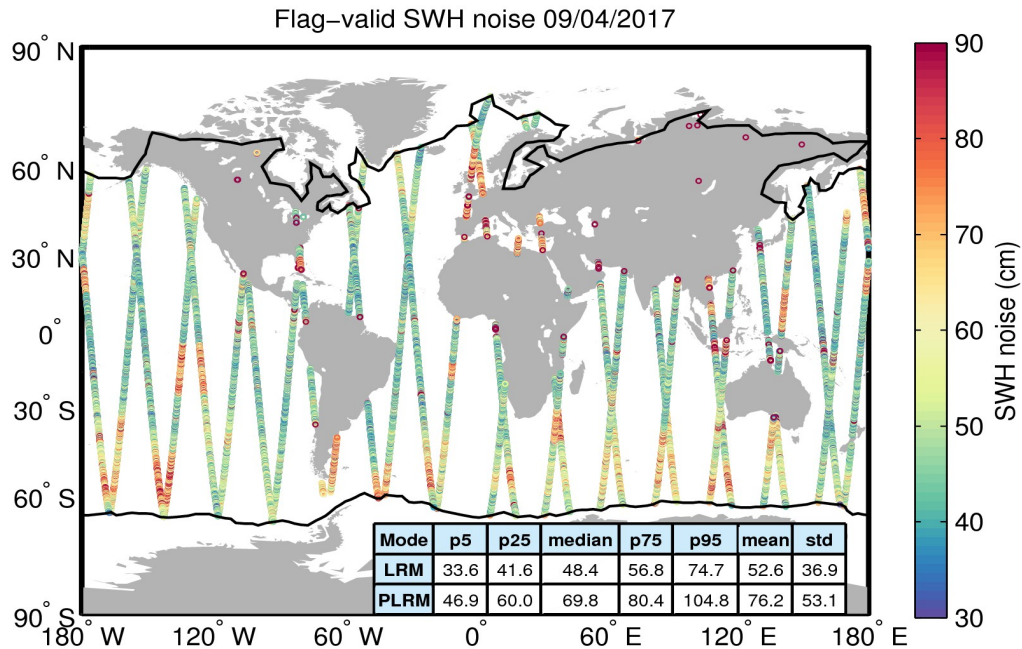 Flag−valid SWH noise 09/04/2017
90° N
60° N
30° N
0°
30° S
60° S
90° S
180° W
120° W
60° W
0°
60° E
120° E
180° E
Mode p5 p25 median p75 p95 mean std
LRM 33.6 41.6 48.4 56.8 74.7 52.6 36.9
PLRM 46.9 60.0 69.8 80.4 104.8 76.2 53.1
90
80
70
60
50
40
30
SWH noise (cm)